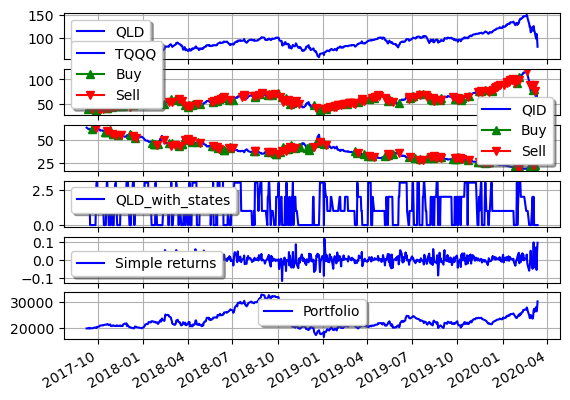 150
100
QLD
TQQQ
Buy
Sell
100
50
QID
Buy
Sell
50
25
2.5
0.0
QLD_with_states
0.1
0.0
−0.1
Simple returns
30000
20000
Portfolio
2017-10
2018-01
2018-04
2018-07
2018-10
2019-01
2019-04
2019-07
2019-10
2020-01
2020-04